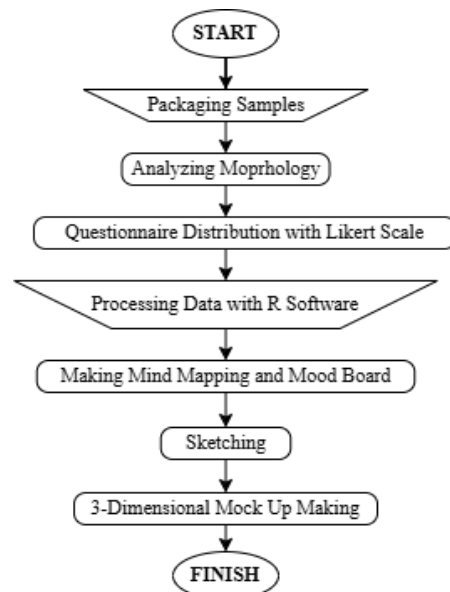 START
Packaging Samples
Analyzing Moprhology
Questionnaire Distribution with Likert Scale
Processing Data with R Software
Making Mind Mapping and Mood Board
Sketching
3-Dimensional Mock Up Making
FINISH